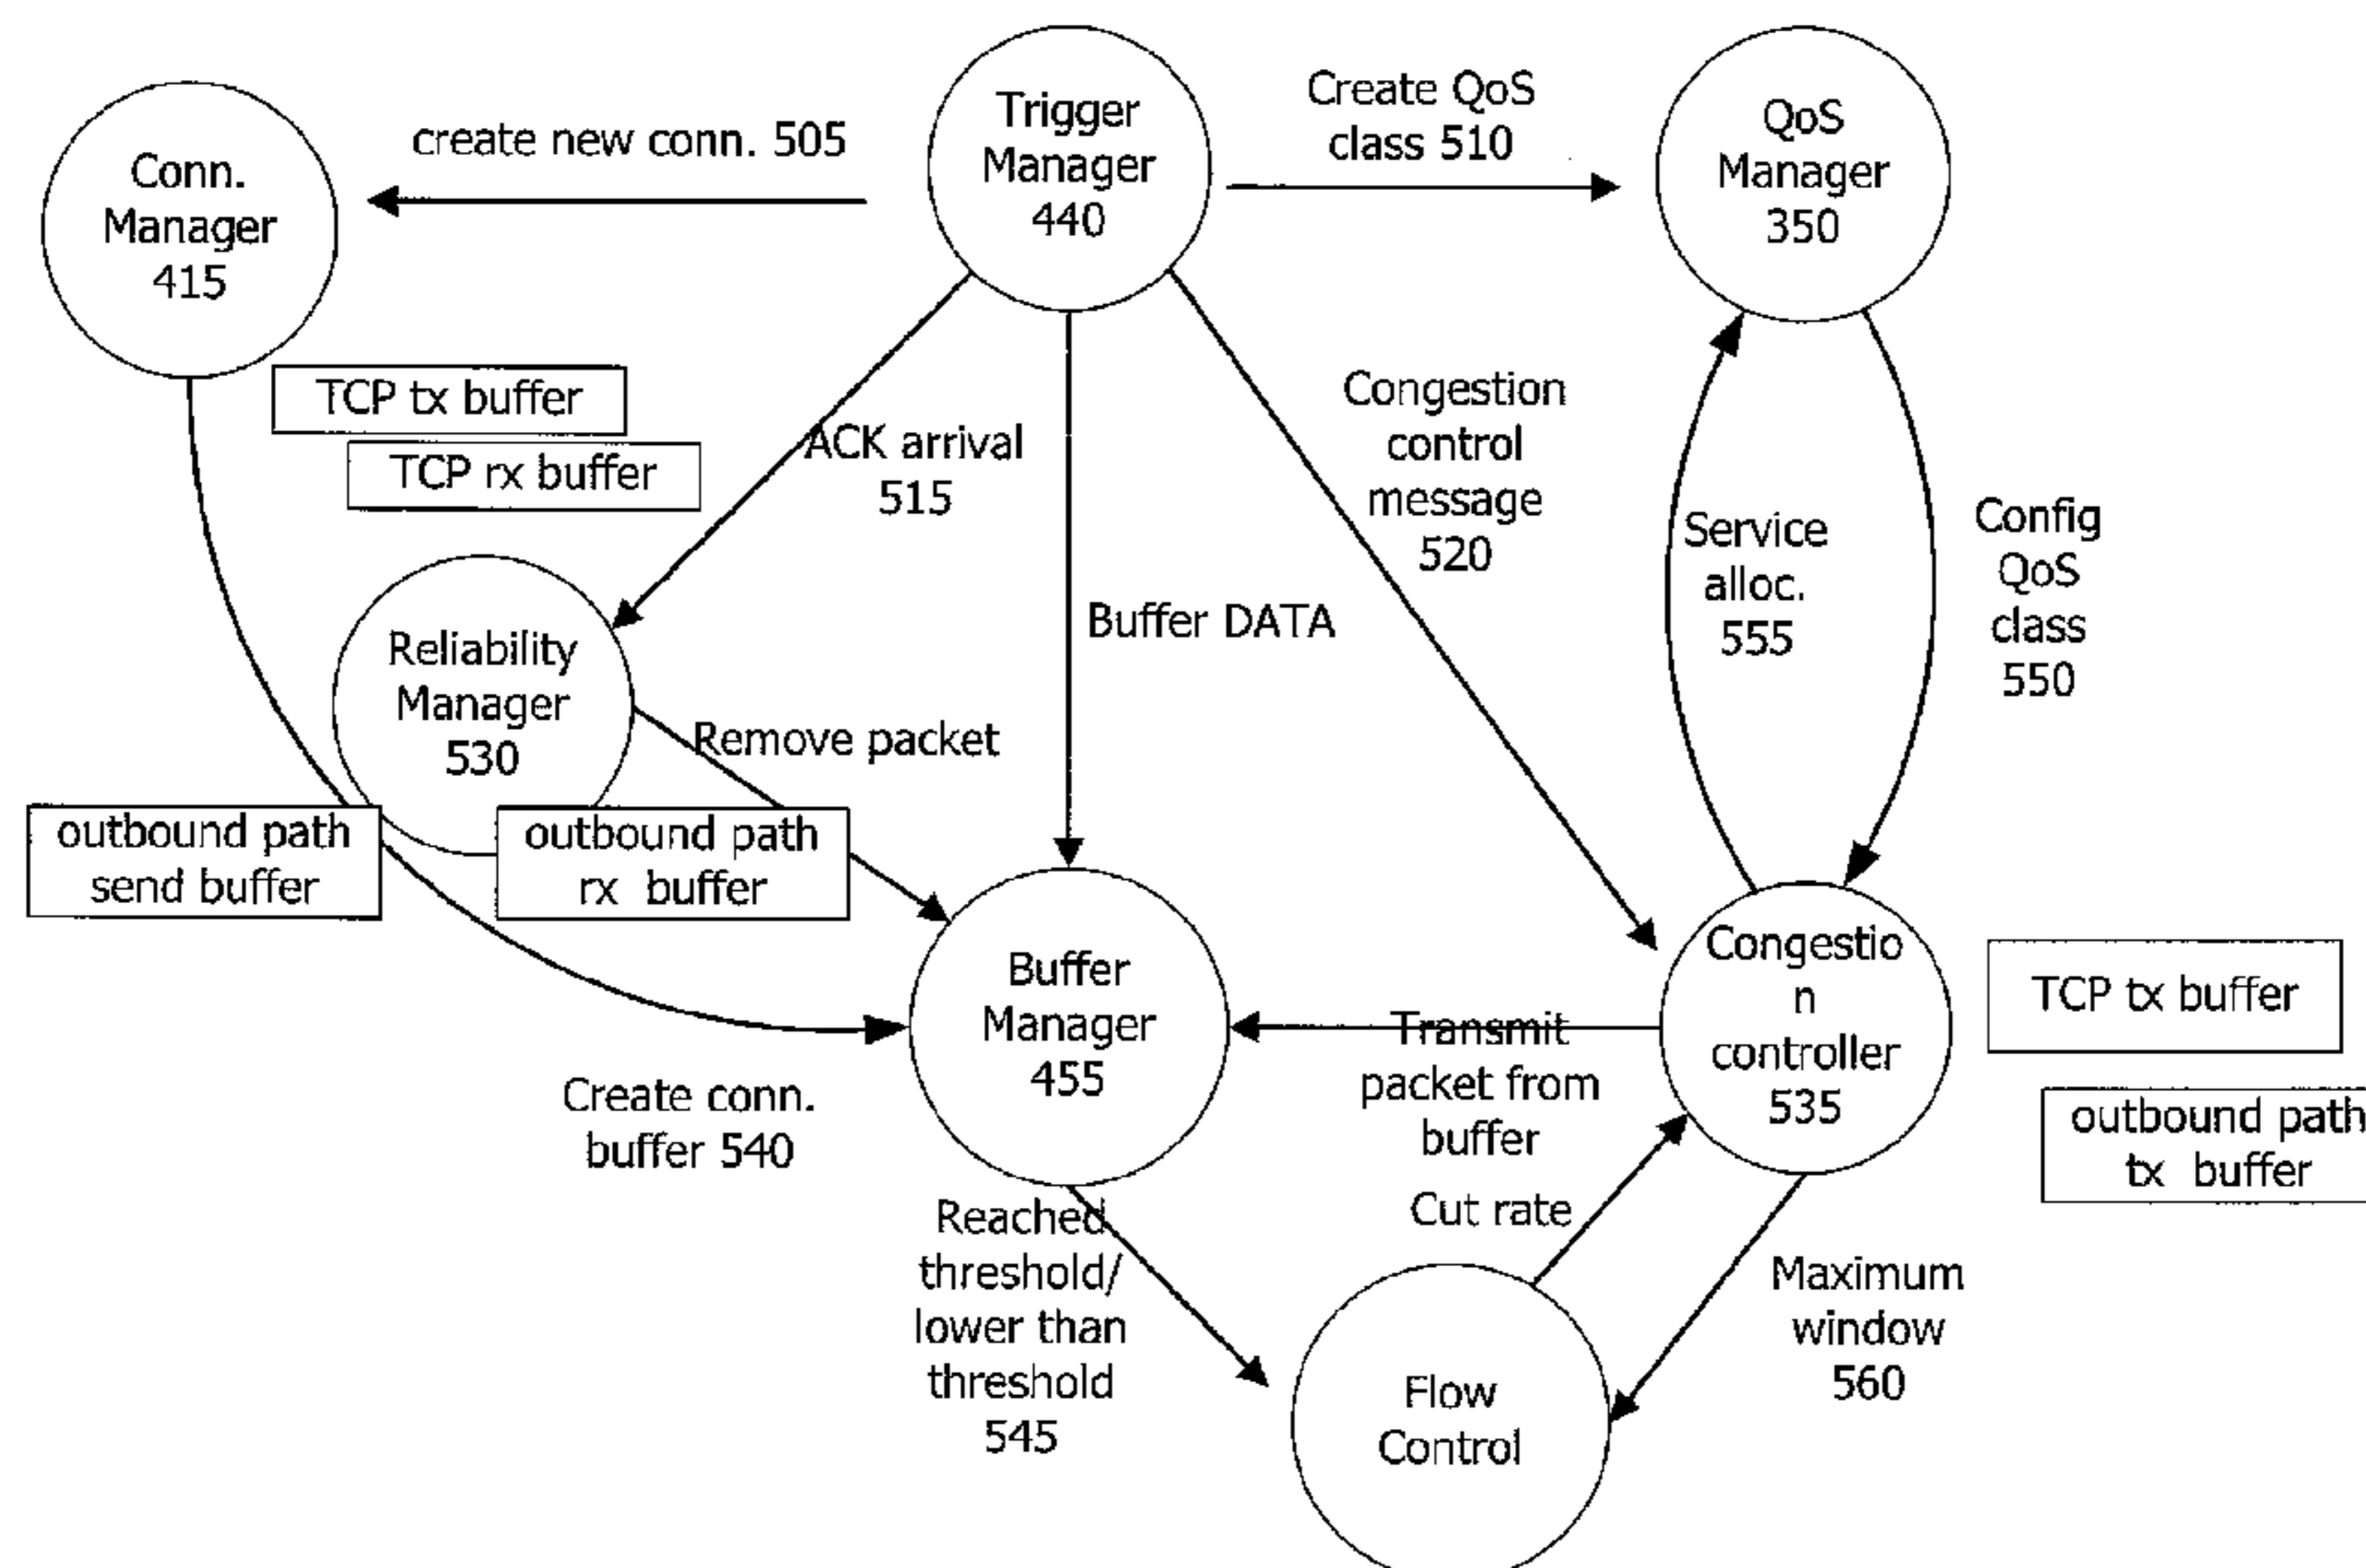 Conn.
Manager
415
create new conn. 505
Trigger
Manager
440
Create QoS
class 510
QoS
Manager
350
TCP tx buffer
TCP rx buffer
ACK arrival
515
Congestion
control
message
520
Service
alloc.
555
Config
QoS
class
550
Buffer DATA
Reliability
Manager
530
Remove packet
outbound path
send buffer
outbound path
rx buffer
Buffer
Manager
455
Congestio
n
controller
535
TCP tx buffer
outbound path
tx buffer
Transmit
packet from
buffer
Create conn.
buffer 540
Reached
threshold/
lower than
threshold
545
Cut rate
Maximum
window
560
Flow
Control